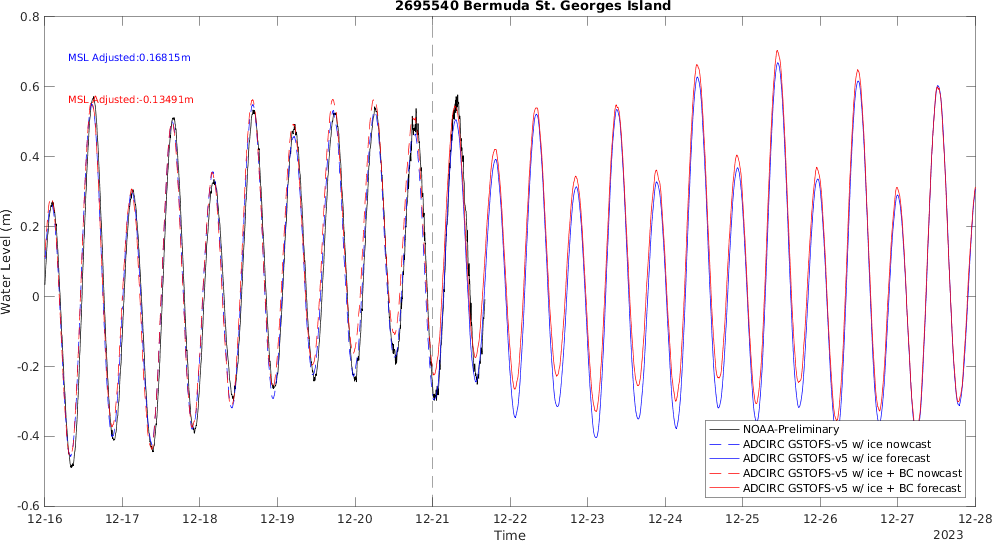 2695540 Bermuda St. Georges Island
MSL Adjusted:0.16815m
MSL Adjusted:-0.13491m
Water Level (m)
0.8
0.6
0.4
0.2
0
-0.2
-0.4
-0.6
NOAA-Preliminary
ADCIRC GSTOFS-v5 w/ ice nowcast
ADCIRC GSTOFS-v5 w/ ice forecast
ADCIRC GSTOFS-v5 w/ ice + BC nowcast
ADCIRC GSTOFS-v5 w/ ice + BC forecast
12-16 12-17 12-18 12-19 12-20 12-21 12-22 12-23 12-24 12-25 12-26 12-27 12-28
Time
2023